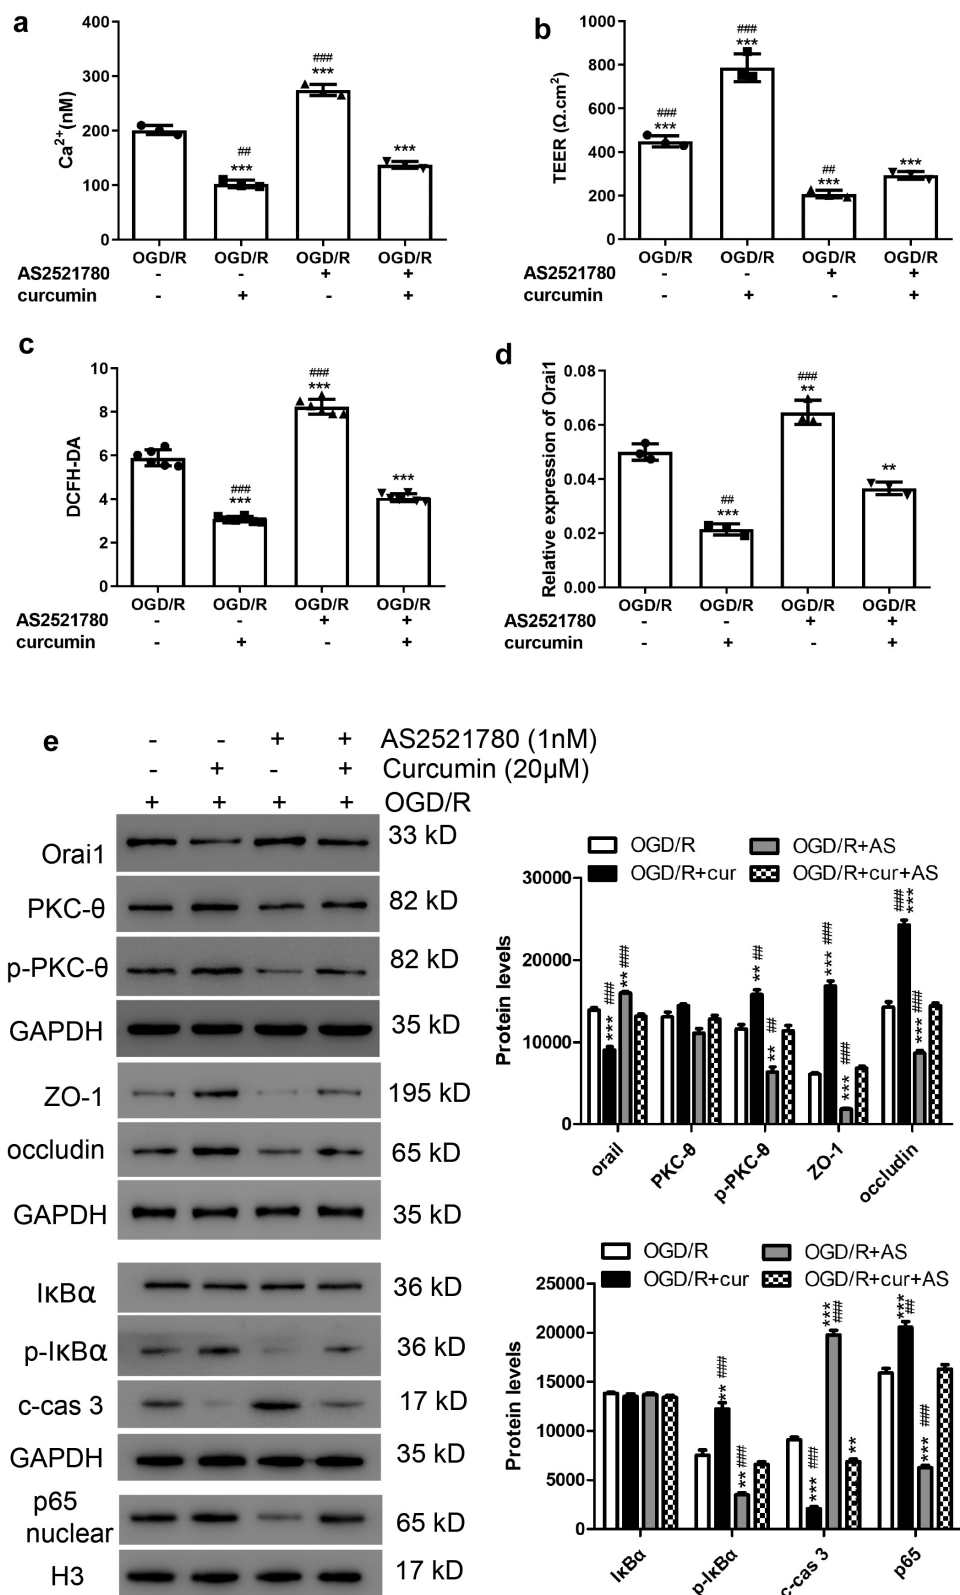 a
400
300
200
100
0
Ca2+(nM)
##
***
###
***
***
OGD/R OGD/R OGD/R OGD/R
AS2521780 - - + +
curcumin - + - +
b
1000
800
600
400
200
0
TEER (Ω.cm2)
###
***
###
***
##
***
***
OGD/R OGD/R OGD/R OGD/R
AS2521780 - - + +
curcumin - + - +
c
10
8
6
4
2
0
DCFH-DA
###
***
###
***
***
OGD/R OGD/R OGD/R OGD/R
AS2521780 - - + +
curcumin - + - +
d
0.08
0.06
0.04
0.02
0.00
Relative expression of Orai1
##
***
###
**
**
OGD/R OGD/R OGD/R OGD/R
AS2521780 - - + +
curcumin - + - +
e
- - + + AS2521780 (1nM)
- + - + Curcumin (20μM)
+ + + + OGD/R
Orai1 33 kD
PKC-θ 82 kD
p-PKC-θ 82 kD
GAPDH 35 kD
ZO-1 195 kD
occludin 65 kD
GAPDH 35 kD
IκBα 36 kD
p-IκBα 36 kD
c-cas 3 17 kD
GAPDH 35 kD
p65
nuclear 65 kD
H3 17 kD
OGD/R OGD/R+AS
OGD/R+cur OGD/R+cur+AS
30000
20000
10000
0
Protein levels
*** ###
** ###
** ##
** ##
*** ###
*** ###
### ***
*** ###
orail PKC-θ p-PKC-θ ZO-1 occludin
OGD/R OGD/R+AS
OGD/R+cur OGD/R+cur+AS
25000
20000
15000
10000
5000
0
Protein levels
** ###
** ###
*** ###
*** ###
**
*** ##
*** ###
IκBα p-IκBα c-cas 3 p65